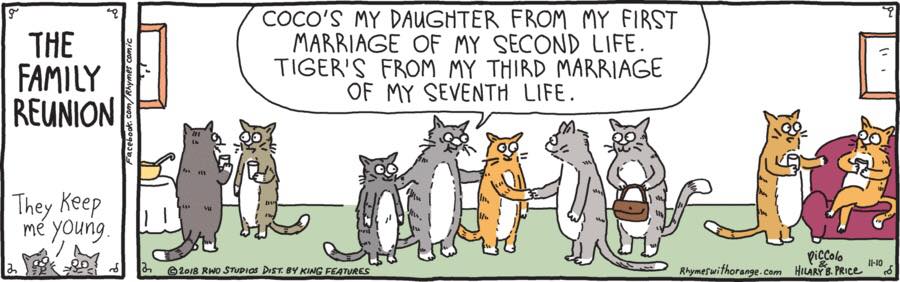 THE
FAMILY
REUNION
They keep
me young.
Facebook.com/Rhymes comic
COCO'S MY DAUGHTER FROM MY FIRST
MARRIAGE OF MY SECOND LIFE.
TIGER'S FROM MY THIRD MARRIAGE
OF MY SEVENTH LIFE.
© 2018 RWO STUDIOS DIST. BY KING FEATURES
Rhymeswithorange.com
PiCCoLo
&
HILARY B. PRICE
11-10